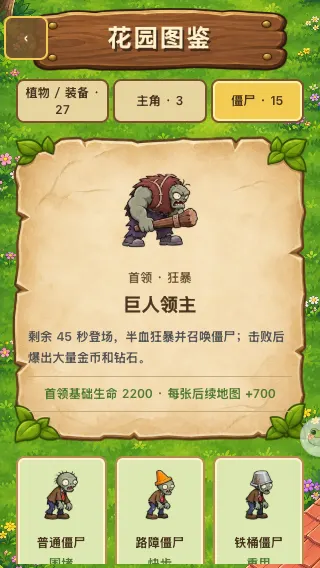 花园图鉴
植物 / 装备 ·
27
主角 · 3
僵尸 · 15
首领 · 狂暴
巨人领主
剩余 45 秒登场，半血狂暴并召唤僵尸；击败后
爆出大量金币和钻石。
首领基础生命 2200 · 每张后续地图 +700
普通僵尸
路障僵尸
铁桶僵尸